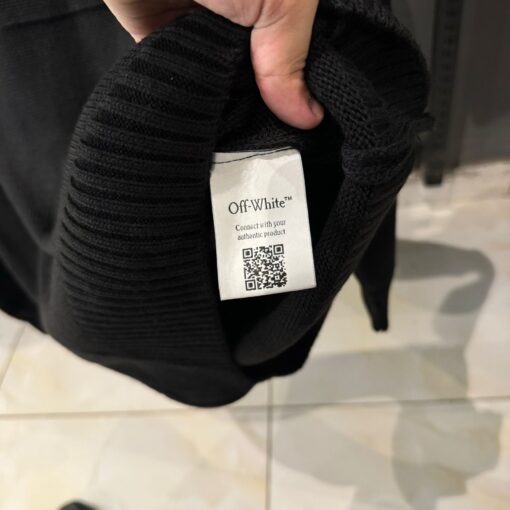 Off-White™
Connect with your
authentic product